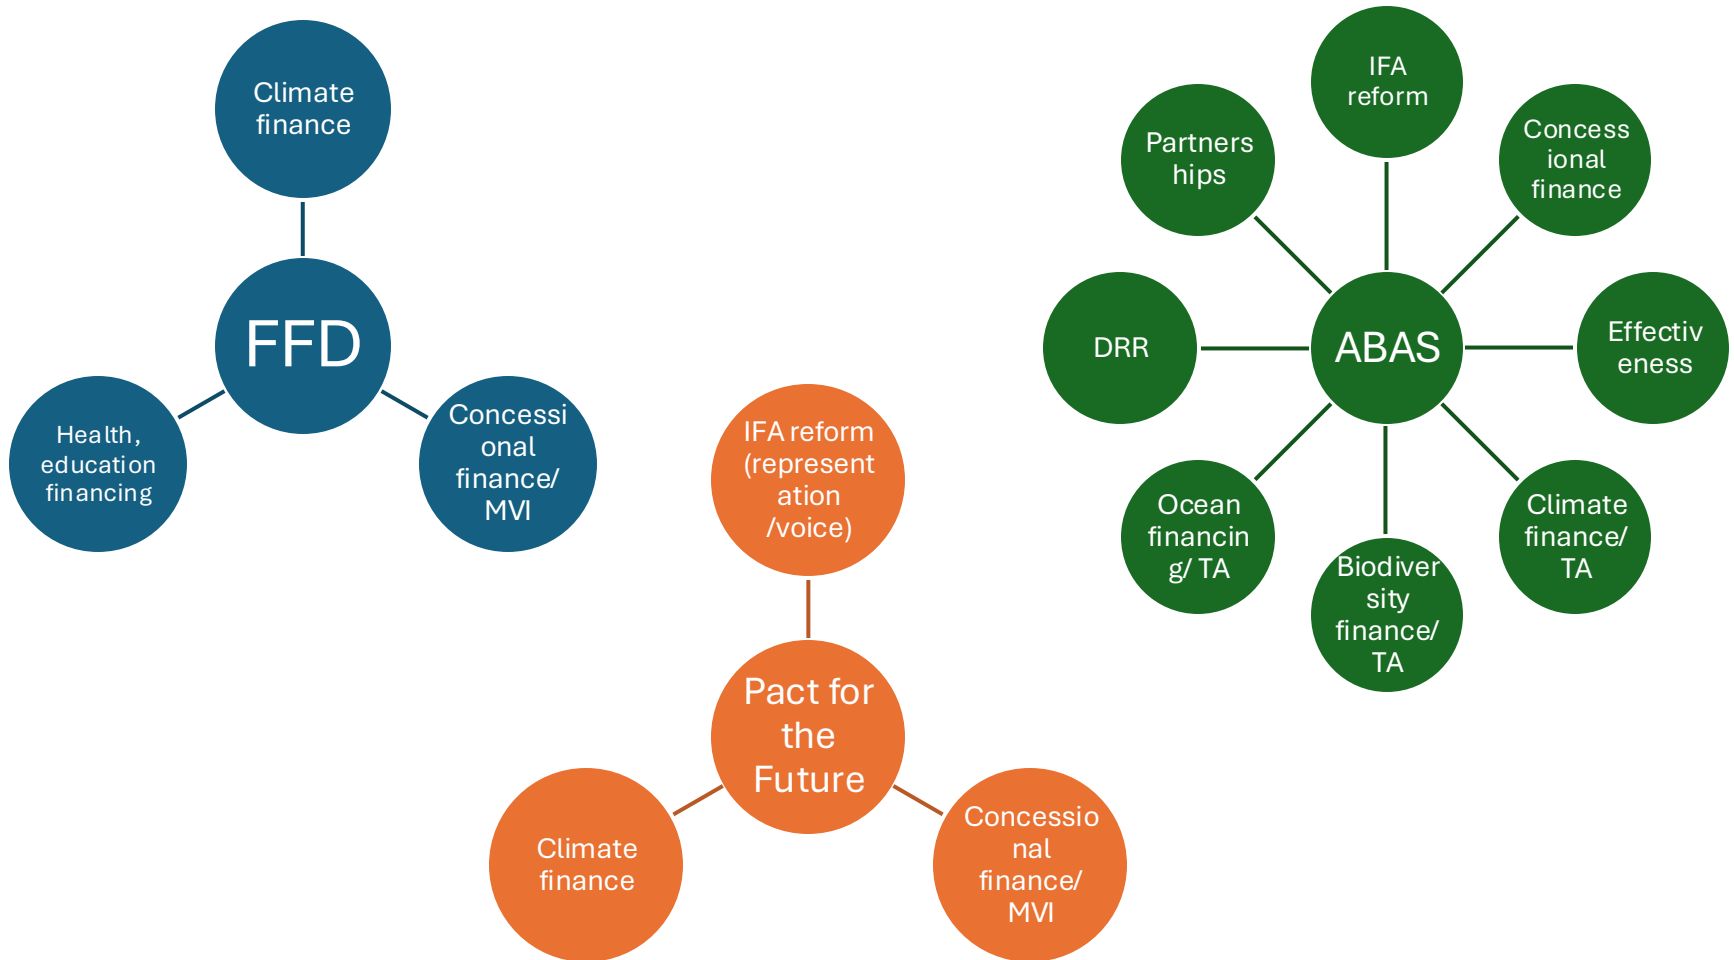 Climate
finance
FFD
Health,
education
financing
Concessi
onal
finance/
MVI
IFA reform
(represent
ation
/voice)
Pact for
the
Future
Climate
finance
Concessio
nal
finance/
MVI
IFA
reform
Concess
ional
finance
Effectiv
eness
Climate
finance/
TA
Biodiver
sity
finance/
TA
Ocean
financin
g/ TA
DRR
Partners
hips
ABAS